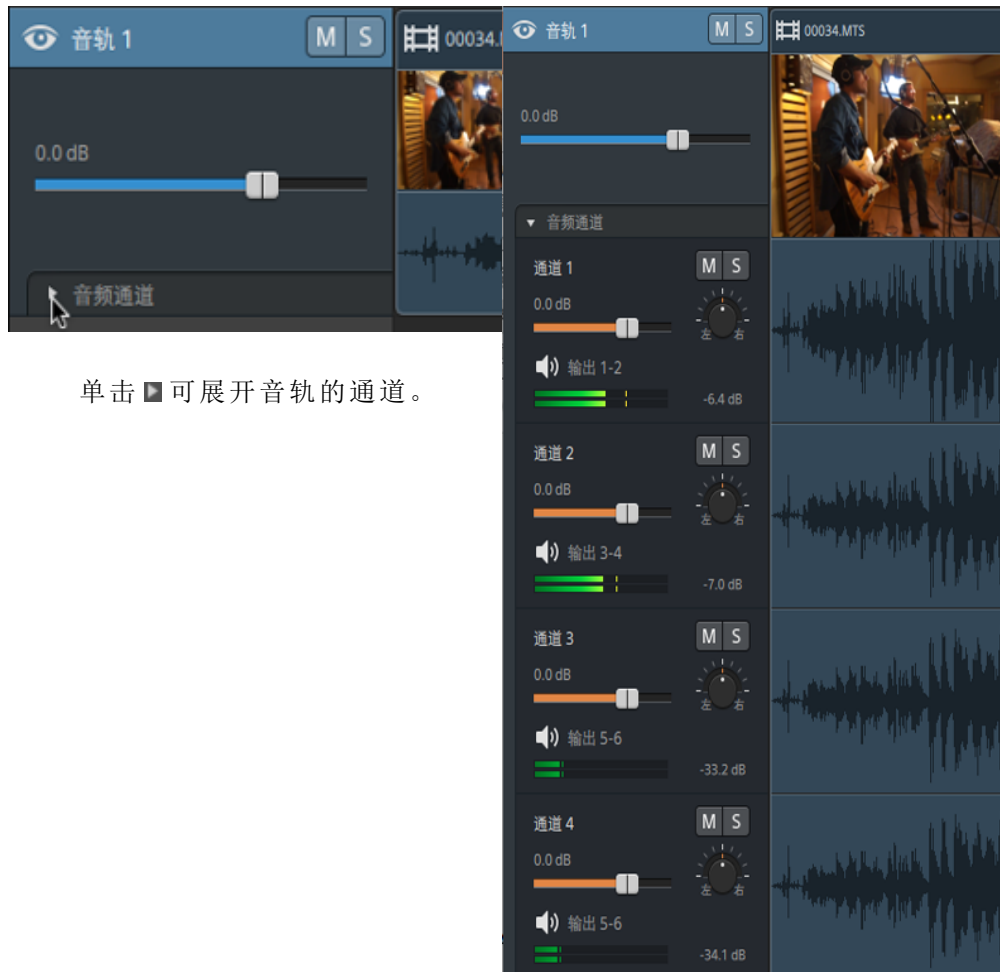 音轨 1
M S
00034.
0.0 dB
音频通道
单击 可展开音轨的通道。
音轨 1
M S
00034.MTS
0.0 dB
音频通道
通道 1
M S
0.0 dB
左 右
输出 1-2
-6.4 dB
通道 2
M S
0.0 dB
左 右
输出 3-4
-7.0 dB
通道 3
M S
0.0 dB
左 右
输出 5-6
-33.2 dB
通道 4
M S
0.0 dB
左 右
输出 5-6
-34.1 dB